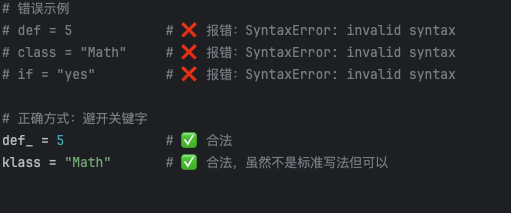 # 错误示例
# def = 5 # ❌ 报错：SyntaxError: invalid syntax
# class = "Math" # ❌ 报错：SyntaxError: invalid syntax
# if = "yes" # ❌ 报错：SyntaxError: invalid syntax
# 正确方式：避开关键字
def_ = 5 # ✅ 合法
klass = "Math" # ✅ 合法，虽然不是标准写法但可以